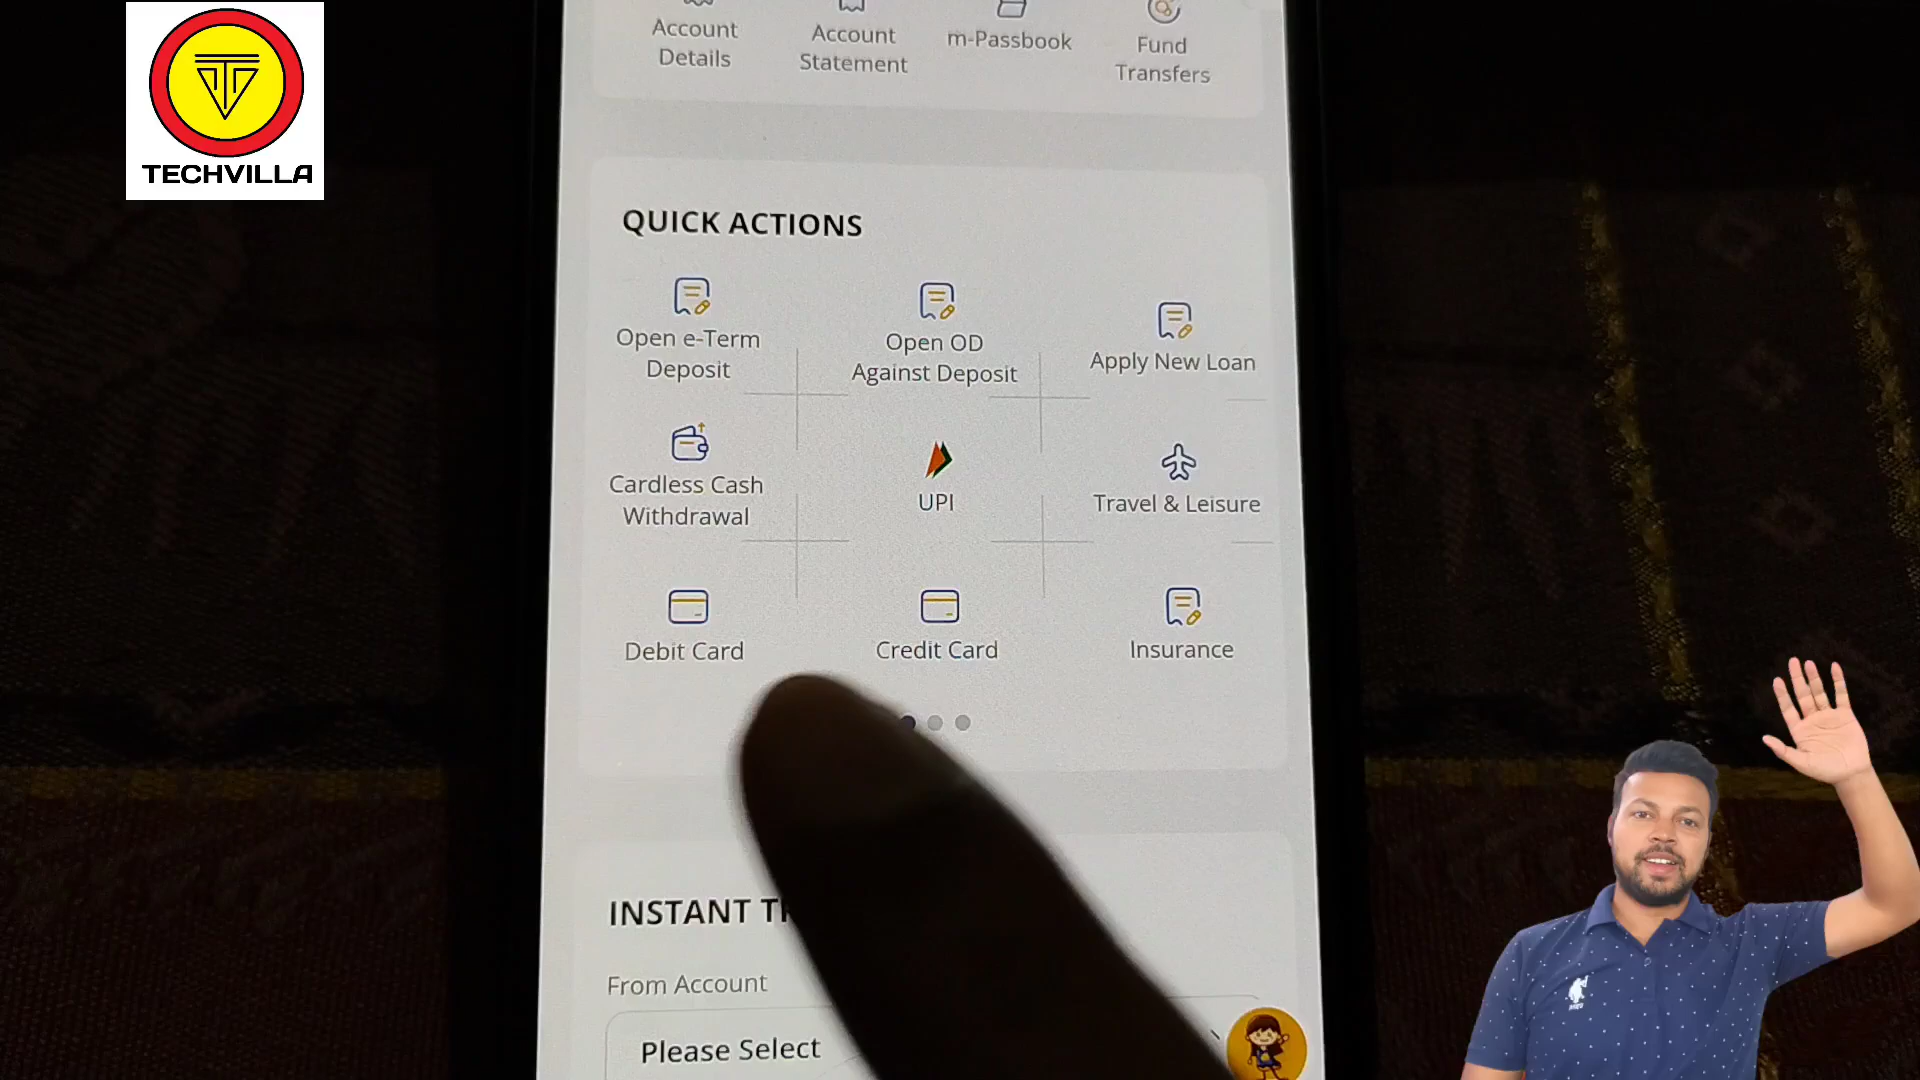 TECHVILLA
Account
Details
Account
Statement
m-Passbook
Fund
Transfers
QUICK ACTIONS
Open e-Term
Deposit
Open OD
Against Deposit
Apply New Loan
Cardless Cash
Withdrawal
UPI
Travel & Leisure
Debit Card
Credit Card
Insurance
INSTANT
From Account
Please Select